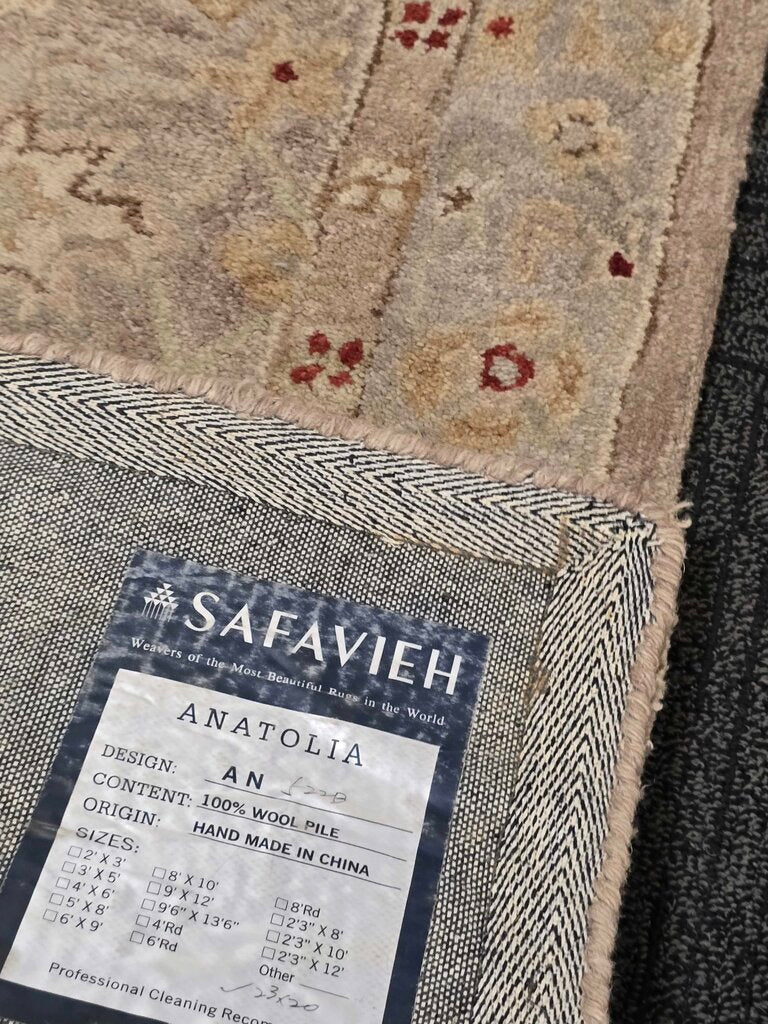 SAFAVIEH
Weavers of the Most Beautiful Rugs in the World
ANATOLIA
DESIGN: AN
CONTENT: 100% WOOL PILE
ORIGIN: HAND MADE IN CHINA
SIZES:
2' X 3'
3' X 5'
4' X 6'
5' X 8'
6' X 9'
8' X 10'
9' X 12'
9'6" X 13'6"
4'Rd
6'Rd
8'Rd
2'3" X 8'
2'3" X 10'
2'3" X 12'
Other
Professional Cleaning